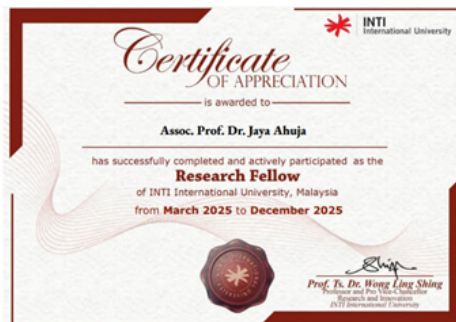 INTI
International University
Certificate
OF APPRECIATION
is awarded to
Assoc. Prof. Dr. Jaya Ahuja
has successfully completed and actively participated as the
Research Fellow
of INTI International University, Malaysia
from March 2025 to December 2025
Prof. Ts. Dr. Wong Ling Shing
Professor and Pro Vice-Chancellor
Research and Innovation
INTI International University